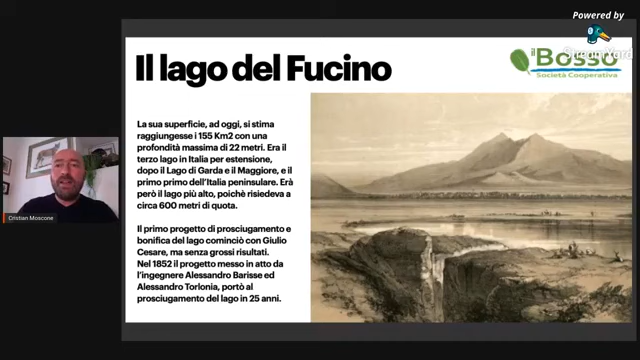 Powered by
StreamYard
Il lago del Fucino
il Bosso
Società Cooperativa
La sua superficie, ad oggi, si stima
raggiungesse i 155 Km2 con una
profondità massima di 22 metri. Era il
terzo lago in Italia per estensione,
dopo il Lago di Garda e il Maggiore, e il
primo primo dell'Italia peninsulare. Erà
però il lago più alto, poichè risiedeva a
circa 600 metri di quota.
Il primo progetto di prosciugamento e
bonifica del lago cominciò con Giulio
Cesare, ma senza grossi risultati.
Nel 1852 il progetto messo in atto da
l'ingegnere Alessandro Barisse ed
Alessandro Torlonia, portò al
prosciugamento del lago in 25 anni.
Cristian Moscone